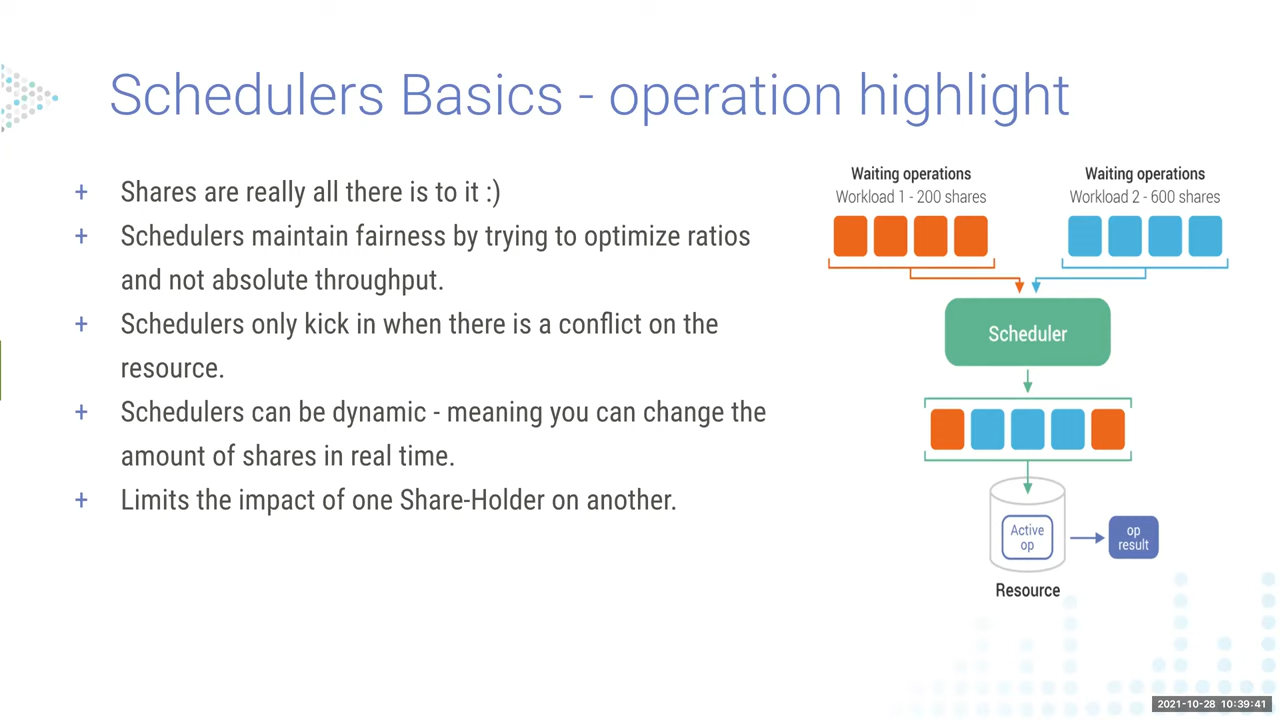 Schedulers Basics - operation highlight
+ Shares are really all there is to it :)
+ Schedulers maintain fairness by trying to optimize ratios
and not absolute throughput.
+ Schedulers only kick in when there is a conflict on the
resource.
+ Schedulers can be dynamic - meaning you can change the
amount of shares in real time.
+ Limits the impact of one Share-Holder on another.
Waiting operations
Workload 1 - 200 shares
Waiting operations
Workload 2 - 600 shares
Scheduler
Active
op
op
result
Resource
2021-10-28 10:39:41